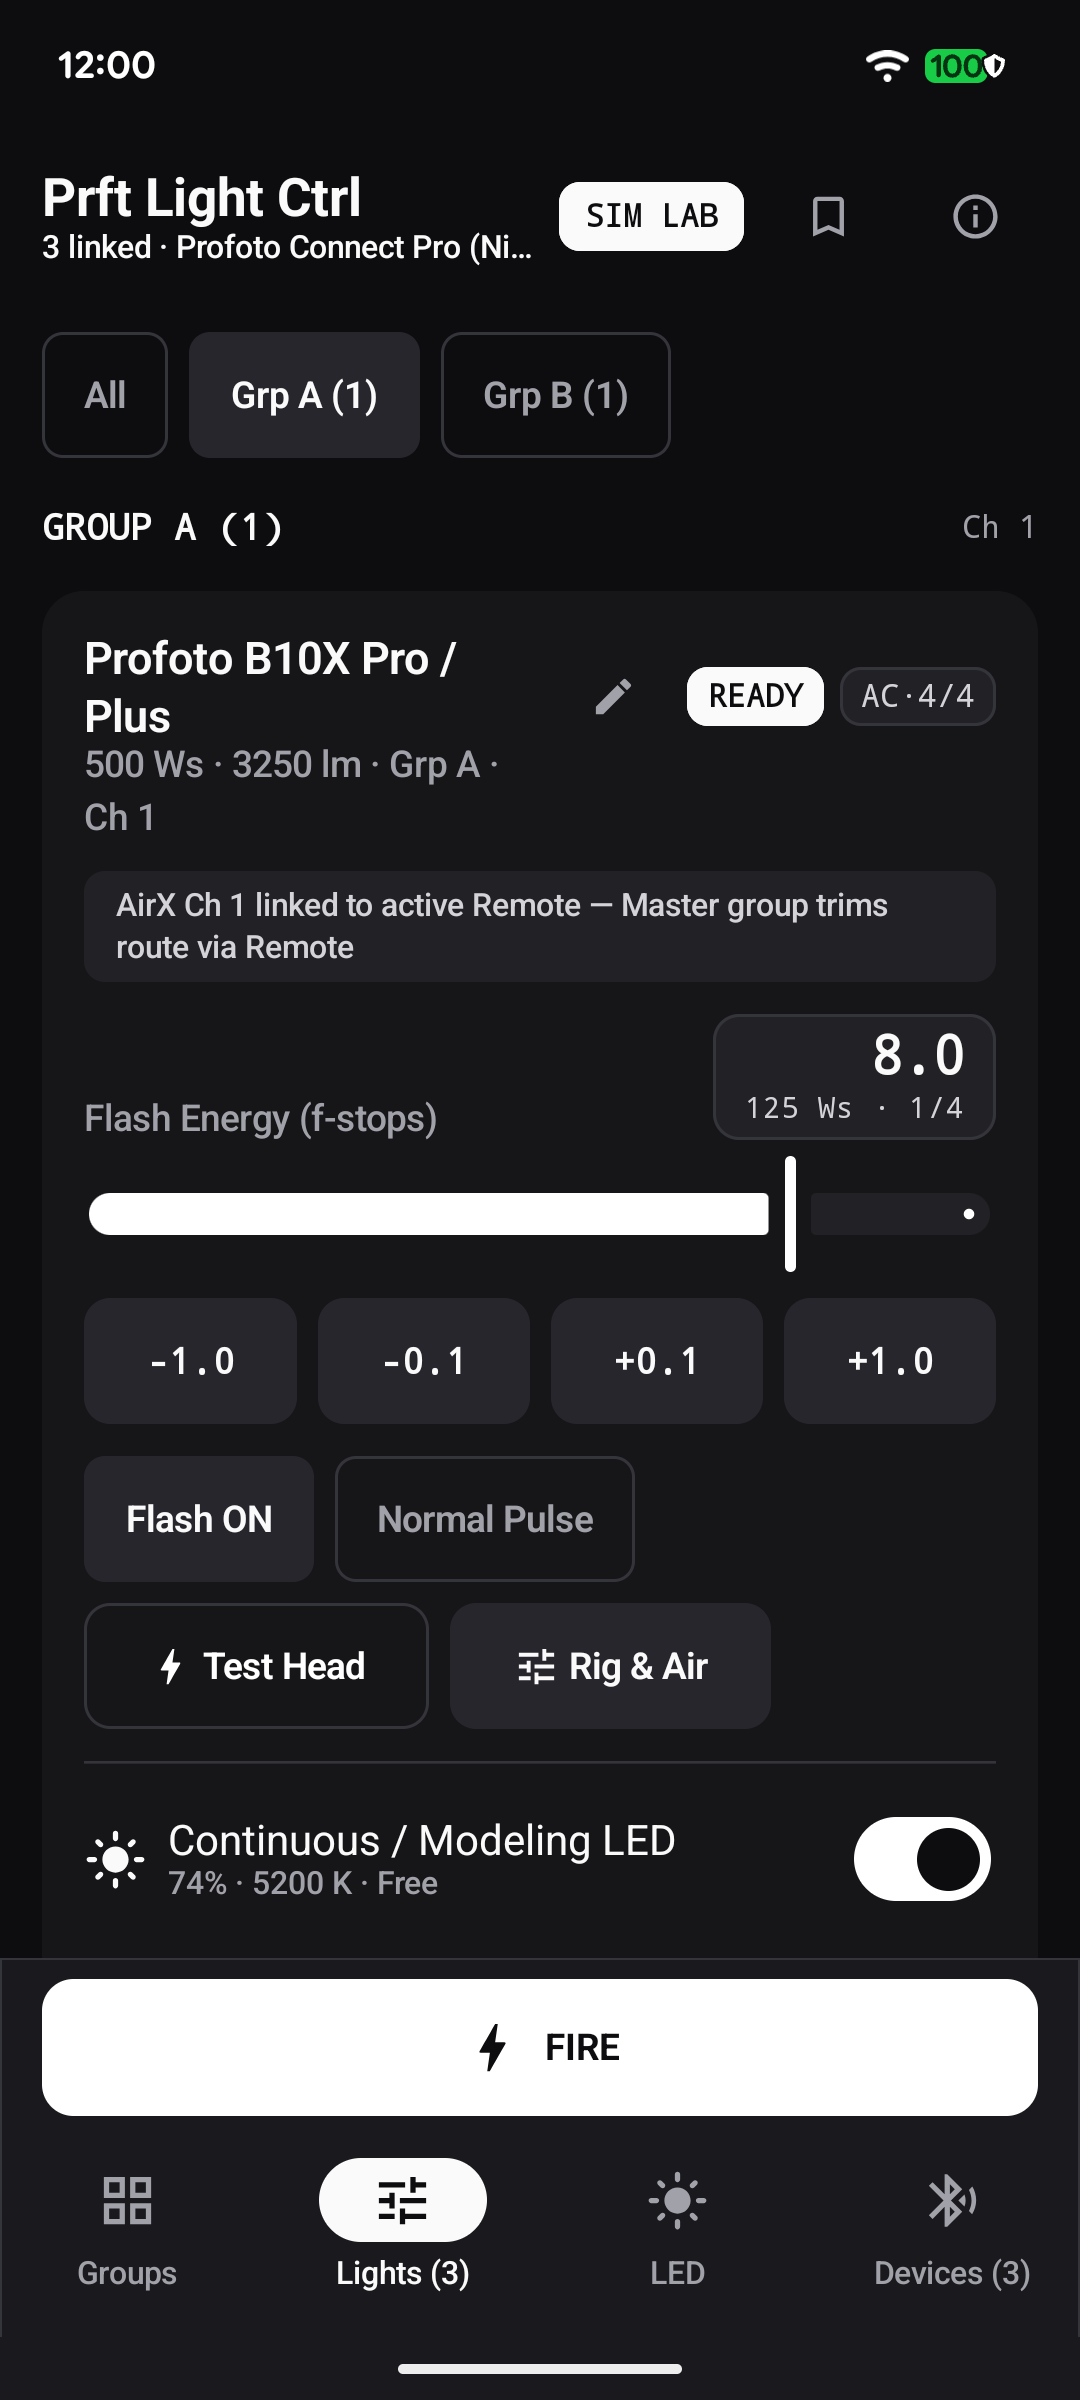 12:00
100
Prft Light Ctrl
3 linked · Profoto Connect Pro (Ni...
SIM LAB
All
Grp A (1)
Grp B (1)
GROUP A (1)
Ch 1
Profoto B10X Pro /
Plus
500 Ws · 3250 lm · Grp A ·
Ch 1
READY
AC·4/4
AirX Ch 1 linked to active Remote — Master group trims
route via Remote
Flash Energy (f-stops)
8.0
125 Ws · 1/4
-1.0
-0.1
+0.1
+1.0
Flash ON
Normal Pulse
Test Head
Rig & Air
Continuous / Modeling LED
74% · 5200 K · Free
FIRE
Groups
Lights (3)
LED
Devices (3)